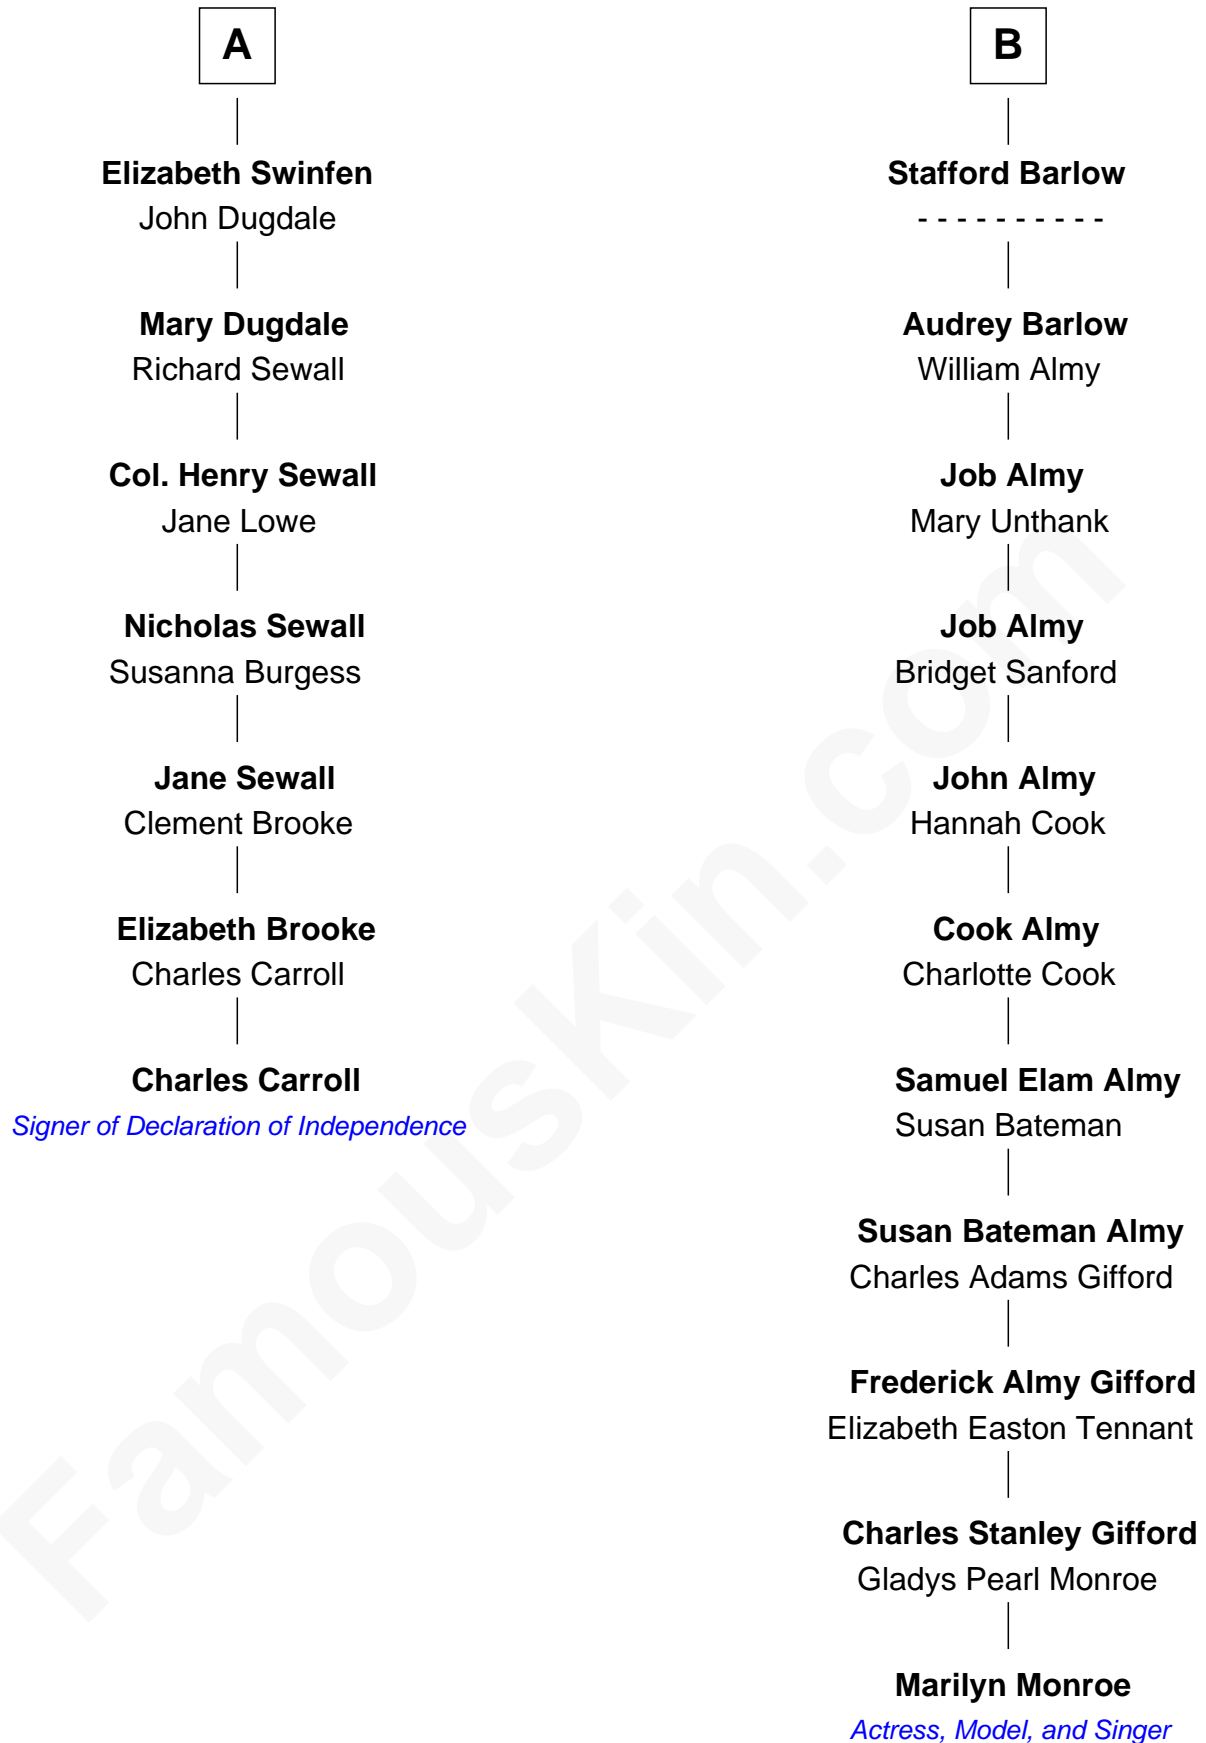 A
Elizabeth Swinfen
John Dugdale
Mary Dugdale
Richard Sewall
Col. Henry Sewall
Jane Lowe
Nicholas Sewall
Susanna Burgess
Jane Sewall
Clement Brooke
Elizabeth Brooke
Charles Carroll
Charles Carroll
Signer of Declaration of Independence
B
Stafford Barlow
- - - - - - - - - -
Audrey Barlow
William Almy
Job Almy
Mary Unthank
Job Almy
Bridget Sanford
John Almy
Hannah Cook
Cook Almy
Charlotte Cook
Samuel Elam Almy
Susan Bateman
Susan Bateman Almy
Charles Adams Gifford
Frederick Almy Gifford
Elizabeth Easton Tennant
Charles Stanley Gifford
Gladys Pearl Monroe
Marilyn Monroe
Actress, Model, and Singer
FamousKin.com